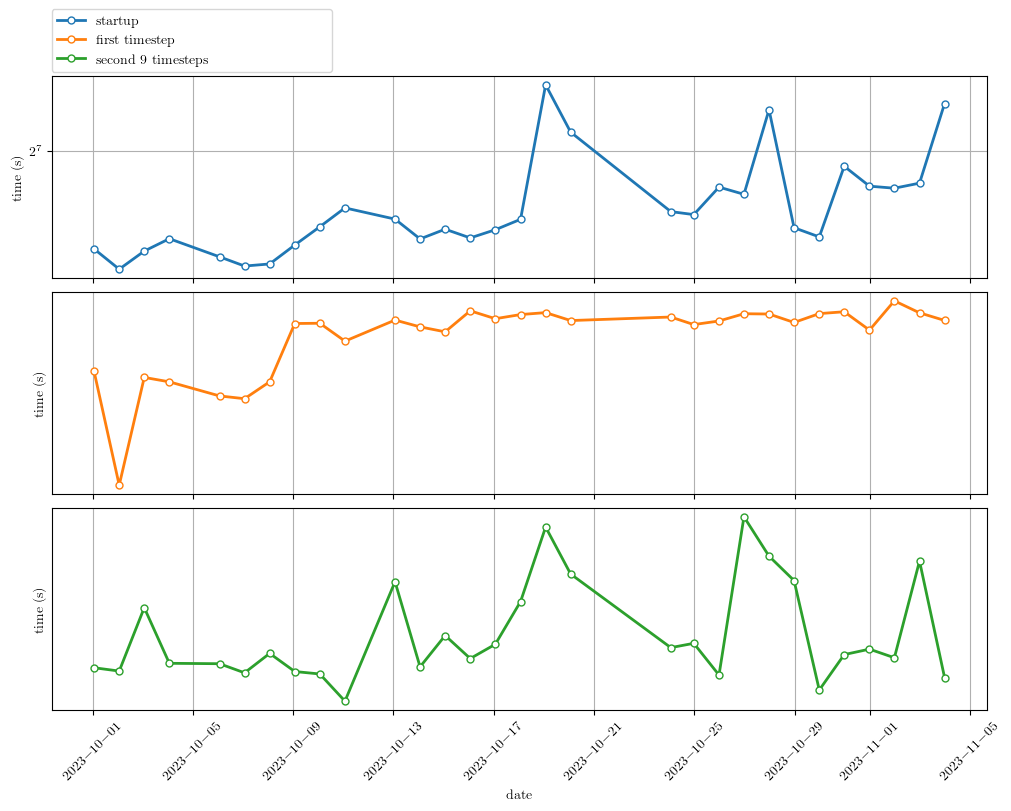 startup
first timestep
second 9 timesteps
time (s)
2^7
time (s)
time (s)
2023−10−01
2023−10−05
2023−10−09
2023−10−13
2023−10−17
2023−10−21
2023−10−25
2023−10−29
2023−11−01
2023−11−05
date